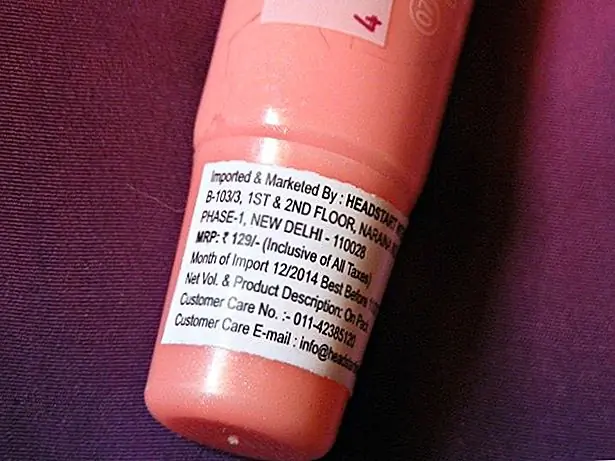 4
Imported & Marketed By : HEADSTART
B-103/3, 1ST & 2ND FLOOR, NARAINA
PHASE-1, NEW DELHI - 110028
MRP: ₹ 129/- (Inclusive of All Taxes)
Month of Import 12/2014 Best Before
Net Vol. & Product Description: On Pack
Customer Care No. :- 011-42385120
Customer Care E-mail : info@headstart